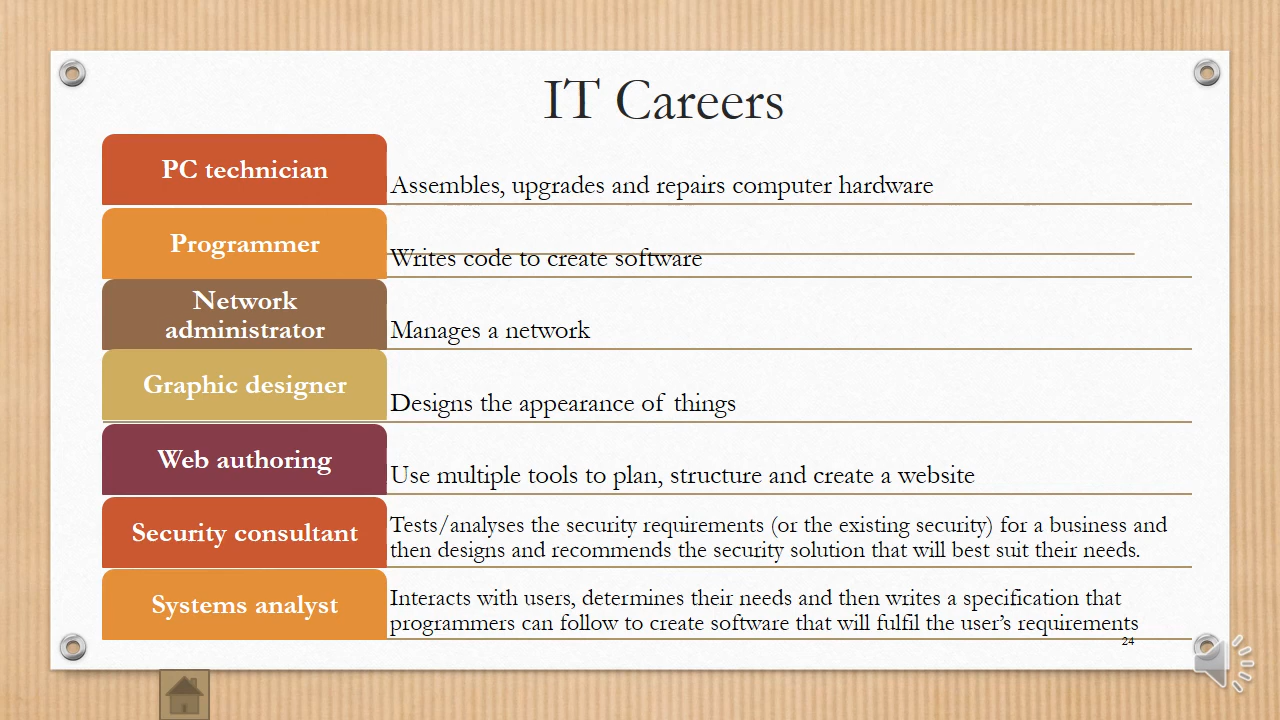 IT Careers
PC technician
Assembles, upgrades and repairs computer hardware
Programmer
Writes code to create software
Network
administrator
Manages a network
Graphic designer
Designs the appearance of things
Web authoring
Use multiple tools to plan, structure and create a website
Security consultant
Tests/analyses the security requirements (or the existing security) for a business and
then designs and recommends the security solution that will best suit their needs.
Systems analyst
Interacts with users, determines their needs and then writes a specification that
programmers can follow to create software that will fulfil the user’s requirements
24